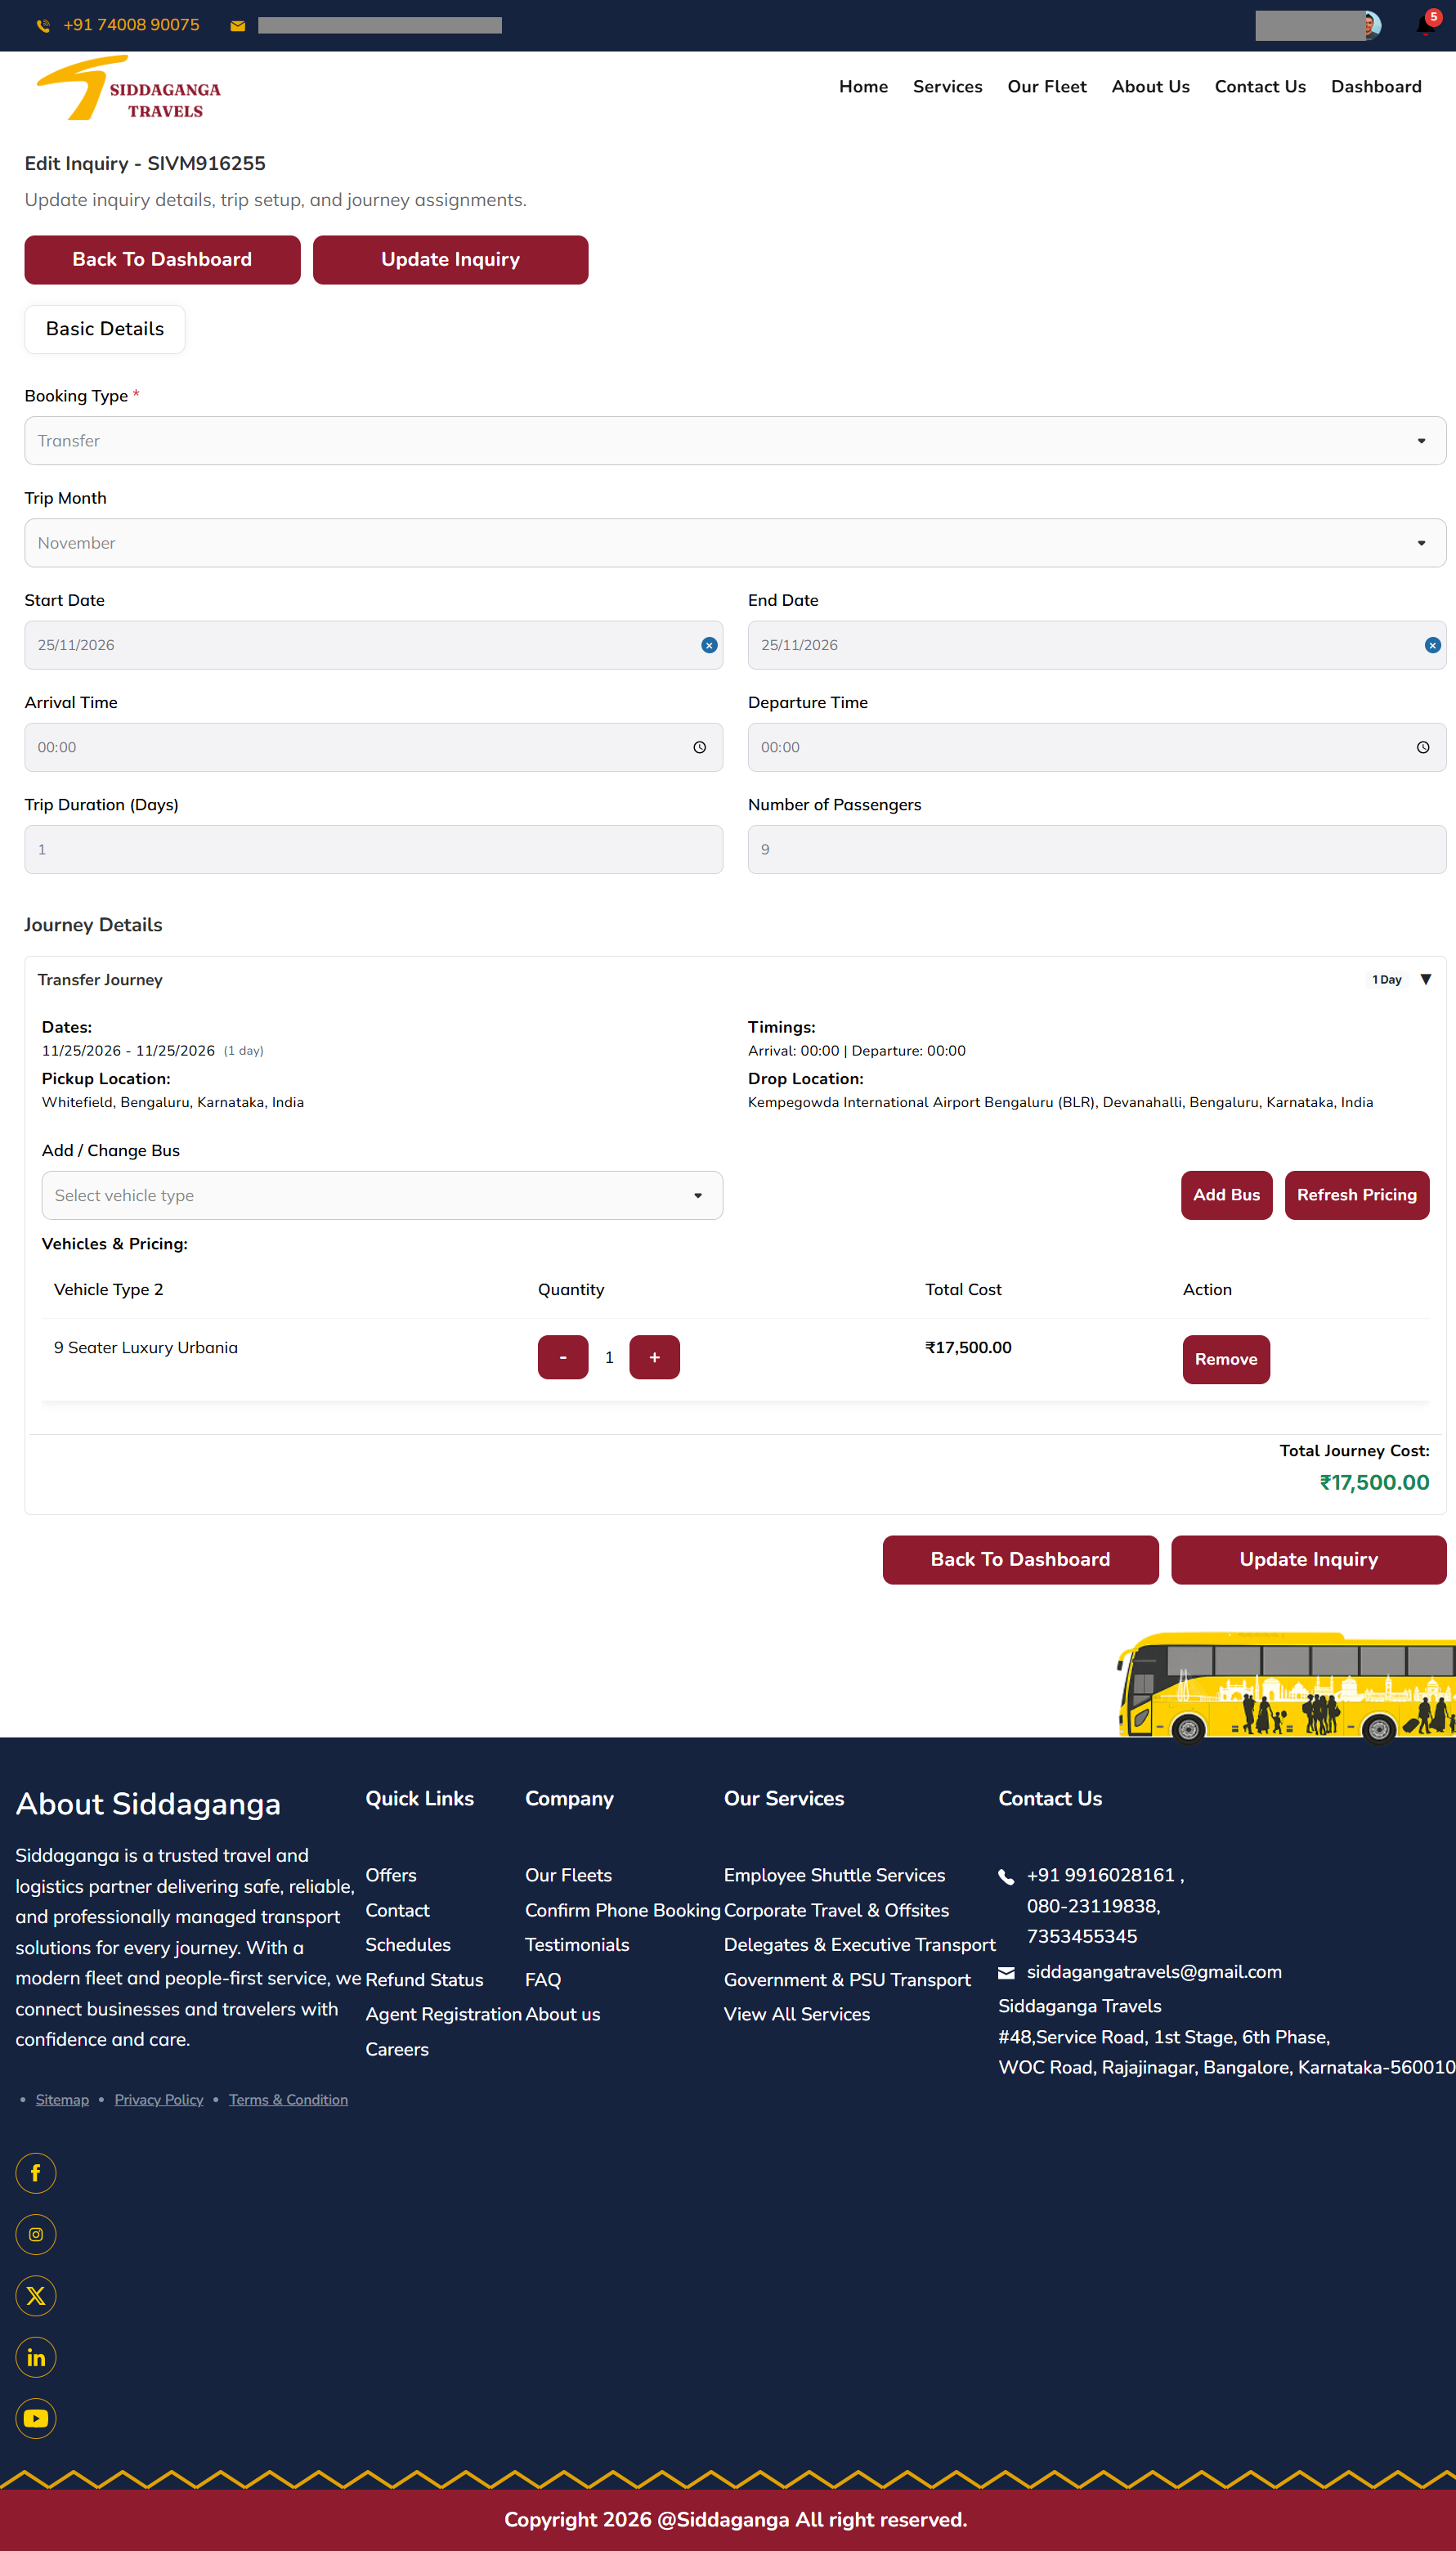 +91 74008 90075
5
SIDDAGANGA
TRAVELS
Home Services Our Fleet About Us Contact Us Dashboard
Edit Inquiry - SIVM916255
Update inquiry details, trip setup, and journey assignments.
Back To Dashboard Update Inquiry
Basic Details
Booking Type *
Transfer
Trip Month
November
Start Date End Date
25/11/2026 25/11/2026
Arrival Time Departure Time
00:00 00:00
Trip Duration (Days) Number of Passengers
1 9
Journey Details
Transfer Journey 1 Day ▼
Dates: Timings:
11/25/2026 - 11/25/2026 (1 day) Arrival: 00:00 | Departure: 00:00
Pickup Location: Drop Location:
Whitefield, Bengaluru, Karnataka, India Kempegowda International Airport Bengaluru (BLR), Devanahalli, Bengaluru, Karnataka, India
Add / Change Bus
Select vehicle type Add Bus Refresh Pricing
Vehicles & Pricing:
Vehicle Type 2 Quantity Total Cost Action
9 Seater Luxury Urbania - 1 + ₹17,500.00 Remove
Total Journey Cost:
₹17,500.00
Back To Dashboard Update Inquiry
About Siddaganga
Siddaganga is a trusted travel and
logistics partner delivering safe, reliable,
and professionally managed transport
solutions for every journey. With a
modern fleet and people-first service, we
connect businesses and travelers with
confidence and care.
• Sitemap • Privacy Policy • Terms & Condition
Quick Links
Offers
Contact
Schedules
Refund Status
Agent Registration
Careers
Company
Our Fleets
Confirm Phone Booking
Testimonials
FAQ
About us
Our Services
Employee Shuttle Services
Corporate Travel & Offsites
Delegates & Executive Transport
Government & PSU Transport
View All Services
Contact Us
+91 9916028161 ,
080-23119838,
7353455345
siddagangatravels@gmail.com
Siddaganga Travels
#48,Service Road, 1st Stage, 6th Phase,
WOC Road, Rajajinagar, Bangalore, Karnataka-560010
Copyright 2026 @Siddaganga All right reserved.